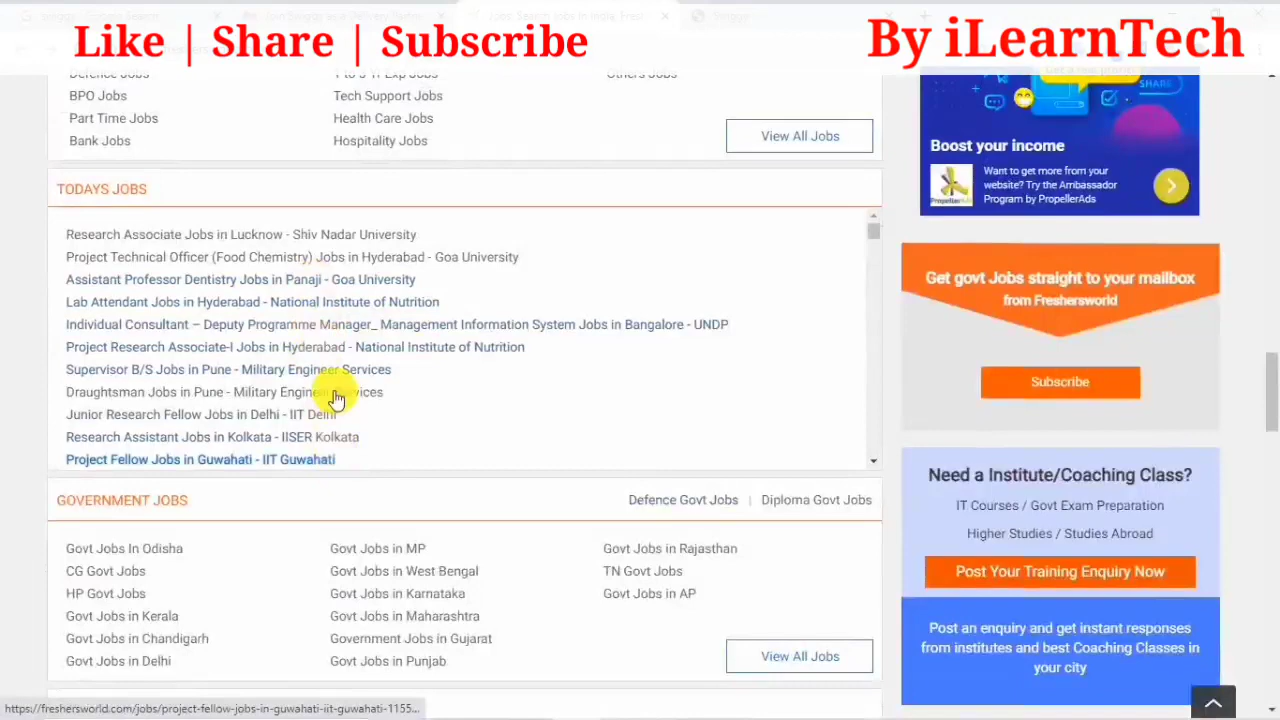 Like | Share | Subscribe
By iLearnTech
BPO Jobs
Part Time Jobs
Bank Jobs
Tech Support Jobs
Health Care Jobs
Hospitality Jobs
Others Jobs
View All Jobs
TODAYS JOBS
Research Associate Jobs in Lucknow - Shiv Nadar University
Project Technical Officer (Food Chemistry) Jobs in Hyderabad - Goa University
Assistant Professor Dentistry Jobs in Panaji - Goa University
Lab Attendant Jobs in Hyderabad - National Institute of Nutrition
Individual Consultant – Deputy Programme Manager_ Management Information System Jobs in Bangalore - UNDP
Project Research Associate-I Jobs in Hyderabad - National Institute of Nutrition
Supervisor B/S Jobs in Pune - Military Engineer Services
Draughtsman Jobs in Pune - Military Engineer Services
Junior Research Fellow Jobs in Delhi - IIT Delhi
Research Assistant Jobs in Kolkata - IISER Kolkata
Project Fellow Jobs in Guwahati - IIT Guwahati
GOVERNMENT JOBS
Defence Govt Jobs | Diploma Govt Jobs
Govt Jobs In Odisha
CG Govt Jobs
HP Govt Jobs
Govt Jobs in Kerala
Govt Jobs in Chandigarh
Govt Jobs in Delhi
Govt Jobs in MP
Govt Jobs in West Bengal
Govt Jobs in Karnataka
Govt Jobs in Maharashtra
Government Jobs in Gujarat
Govt Jobs in Punjab
Govt Jobs in Rajasthan
TN Govt Jobs
Govt Jobs in AP
View All Jobs
SHARE
Boost your income
Want to get more from your
website? Try the Ambassador
Program by PropellerAds
Get govt Jobs straight to your mailbox
from Freshersworld
Subscribe
Need a Institute/Coaching Class?
IT Courses / Govt Exam Preparation
Higher Studies / Studies Abroad
Post Your Training Enquiry Now
Post an enquiry and get instant responses
from institutes and best Coaching Classes in
your city
https://freshersworld.com/jobs/project-fellow-jobs-in-guwahati-iit-guwahati-1155...